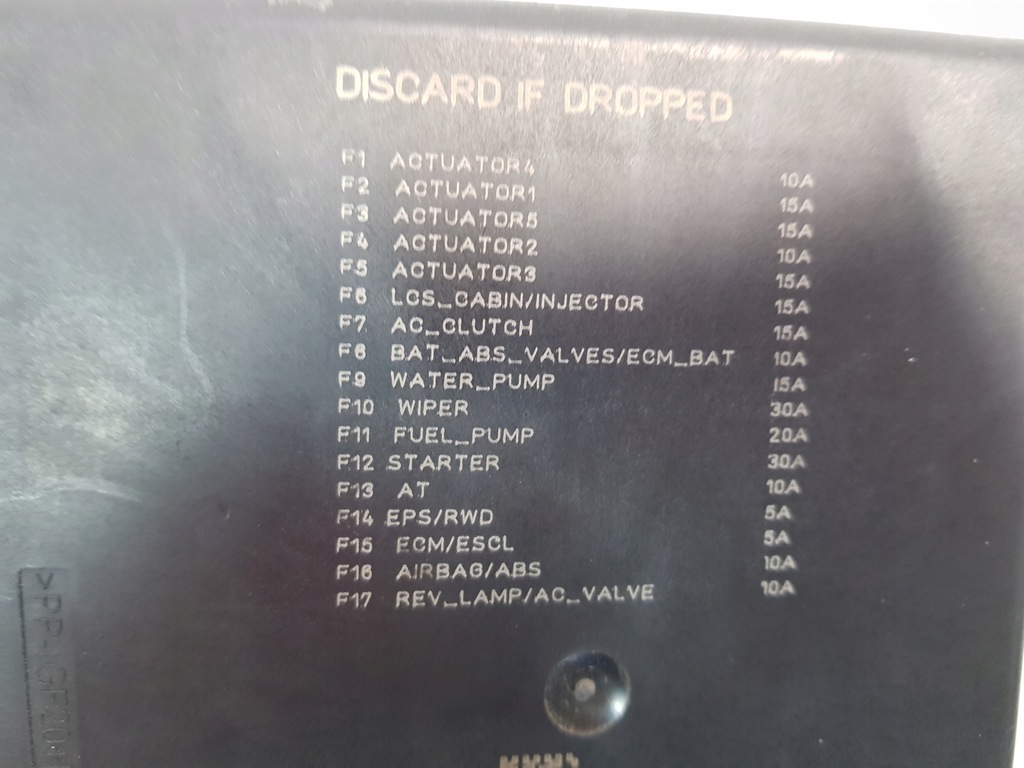 DISCARD IF DROPPED
F1 ACTUATOR4 10A
F2 ACTUATOR1 15A
F3 ACTUATOR5 15A
F4 ACTUATOR2 10A
F5 ACTUATOR3 15A
F6 LCS_CABIN/INJECTOR 15A
F7 AC_CLUTCH 15A
F8 BAT_ABS_VALVES/ECM_BAT 10A
F9 WATER_PUMP 15A
F10 WIPER 30A
F11 FUEL_PUMP 20A
F12 STARTER 30A
F13 AT 10A
F14 EPS/RWD 5A
F15 ECM/ESCL 5A
F16 AIRBAG/ABS 10A
F17 REV_LAMP/AC_VALVE 10A